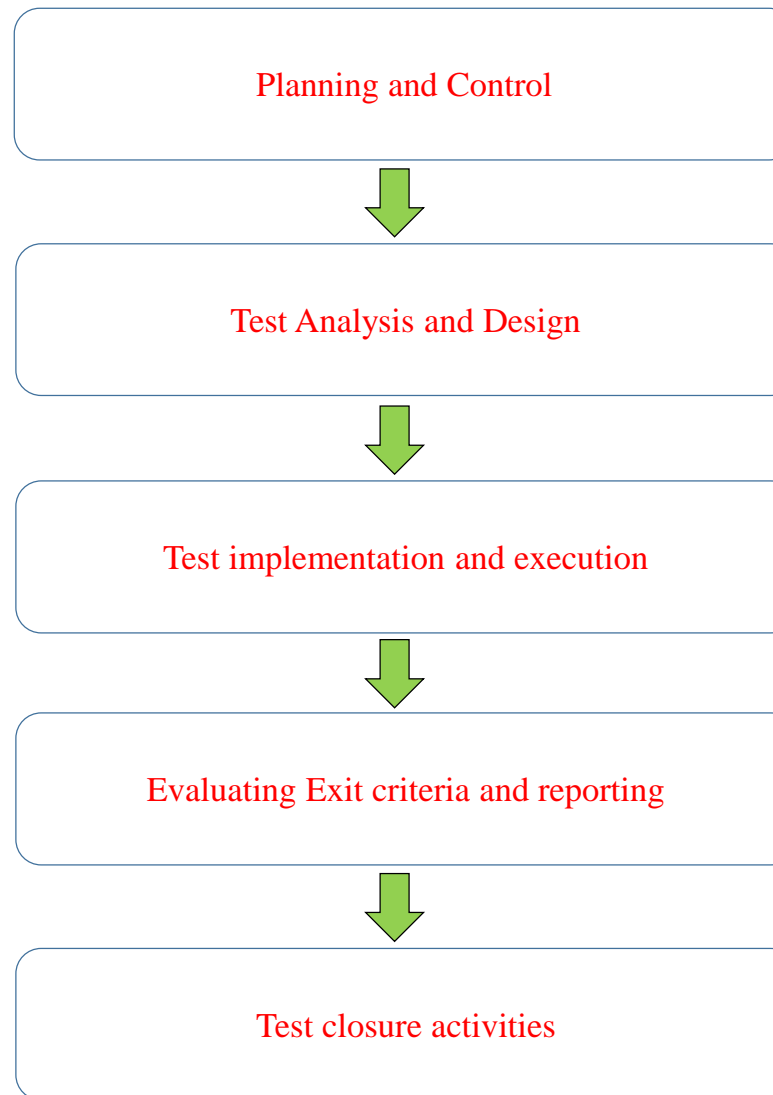 Planning and Control
Test Analysis and Design
Test implementation and execution
Evaluating Exit criteria and reporting
Test closure activities